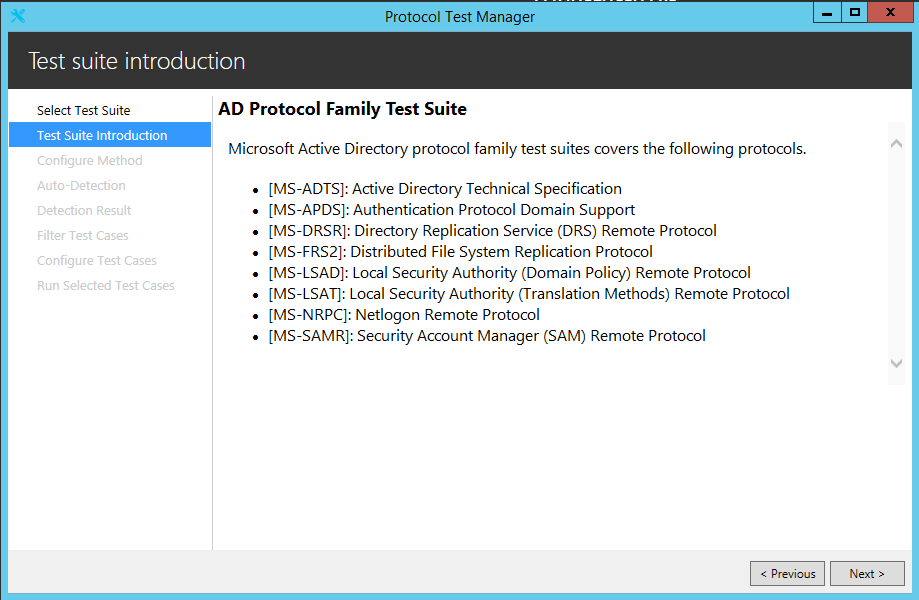 Protocol Test Manager
Test suite introduction
Select Test Suite
Test Suite Introduction
Configure Method
Auto-Detection
Detection Result
Filter Test Cases
Configure Test Cases
Run Selected Test Cases
AD Protocol Family Test Suite
Microsoft Active Directory protocol family test suites covers the following protocols.
• [MS-ADTS]: Active Directory Technical Specification
• [MS-APDS]: Authentication Protocol Domain Support
• [MS-DRSR]: Directory Replication Service (DRS) Remote Protocol
• [MS-FRS2]: Distributed File System Replication Protocol
• [MS-LSAD]: Local Security Authority (Domain Policy) Remote Protocol
• [MS-LSAT]: Local Security Authority (Translation Methods) Remote Protocol
• [MS-NRPC]: Netlogon Remote Protocol
• [MS-SAMR]: Security Account Manager (SAM) Remote Protocol
< Previous
Next >